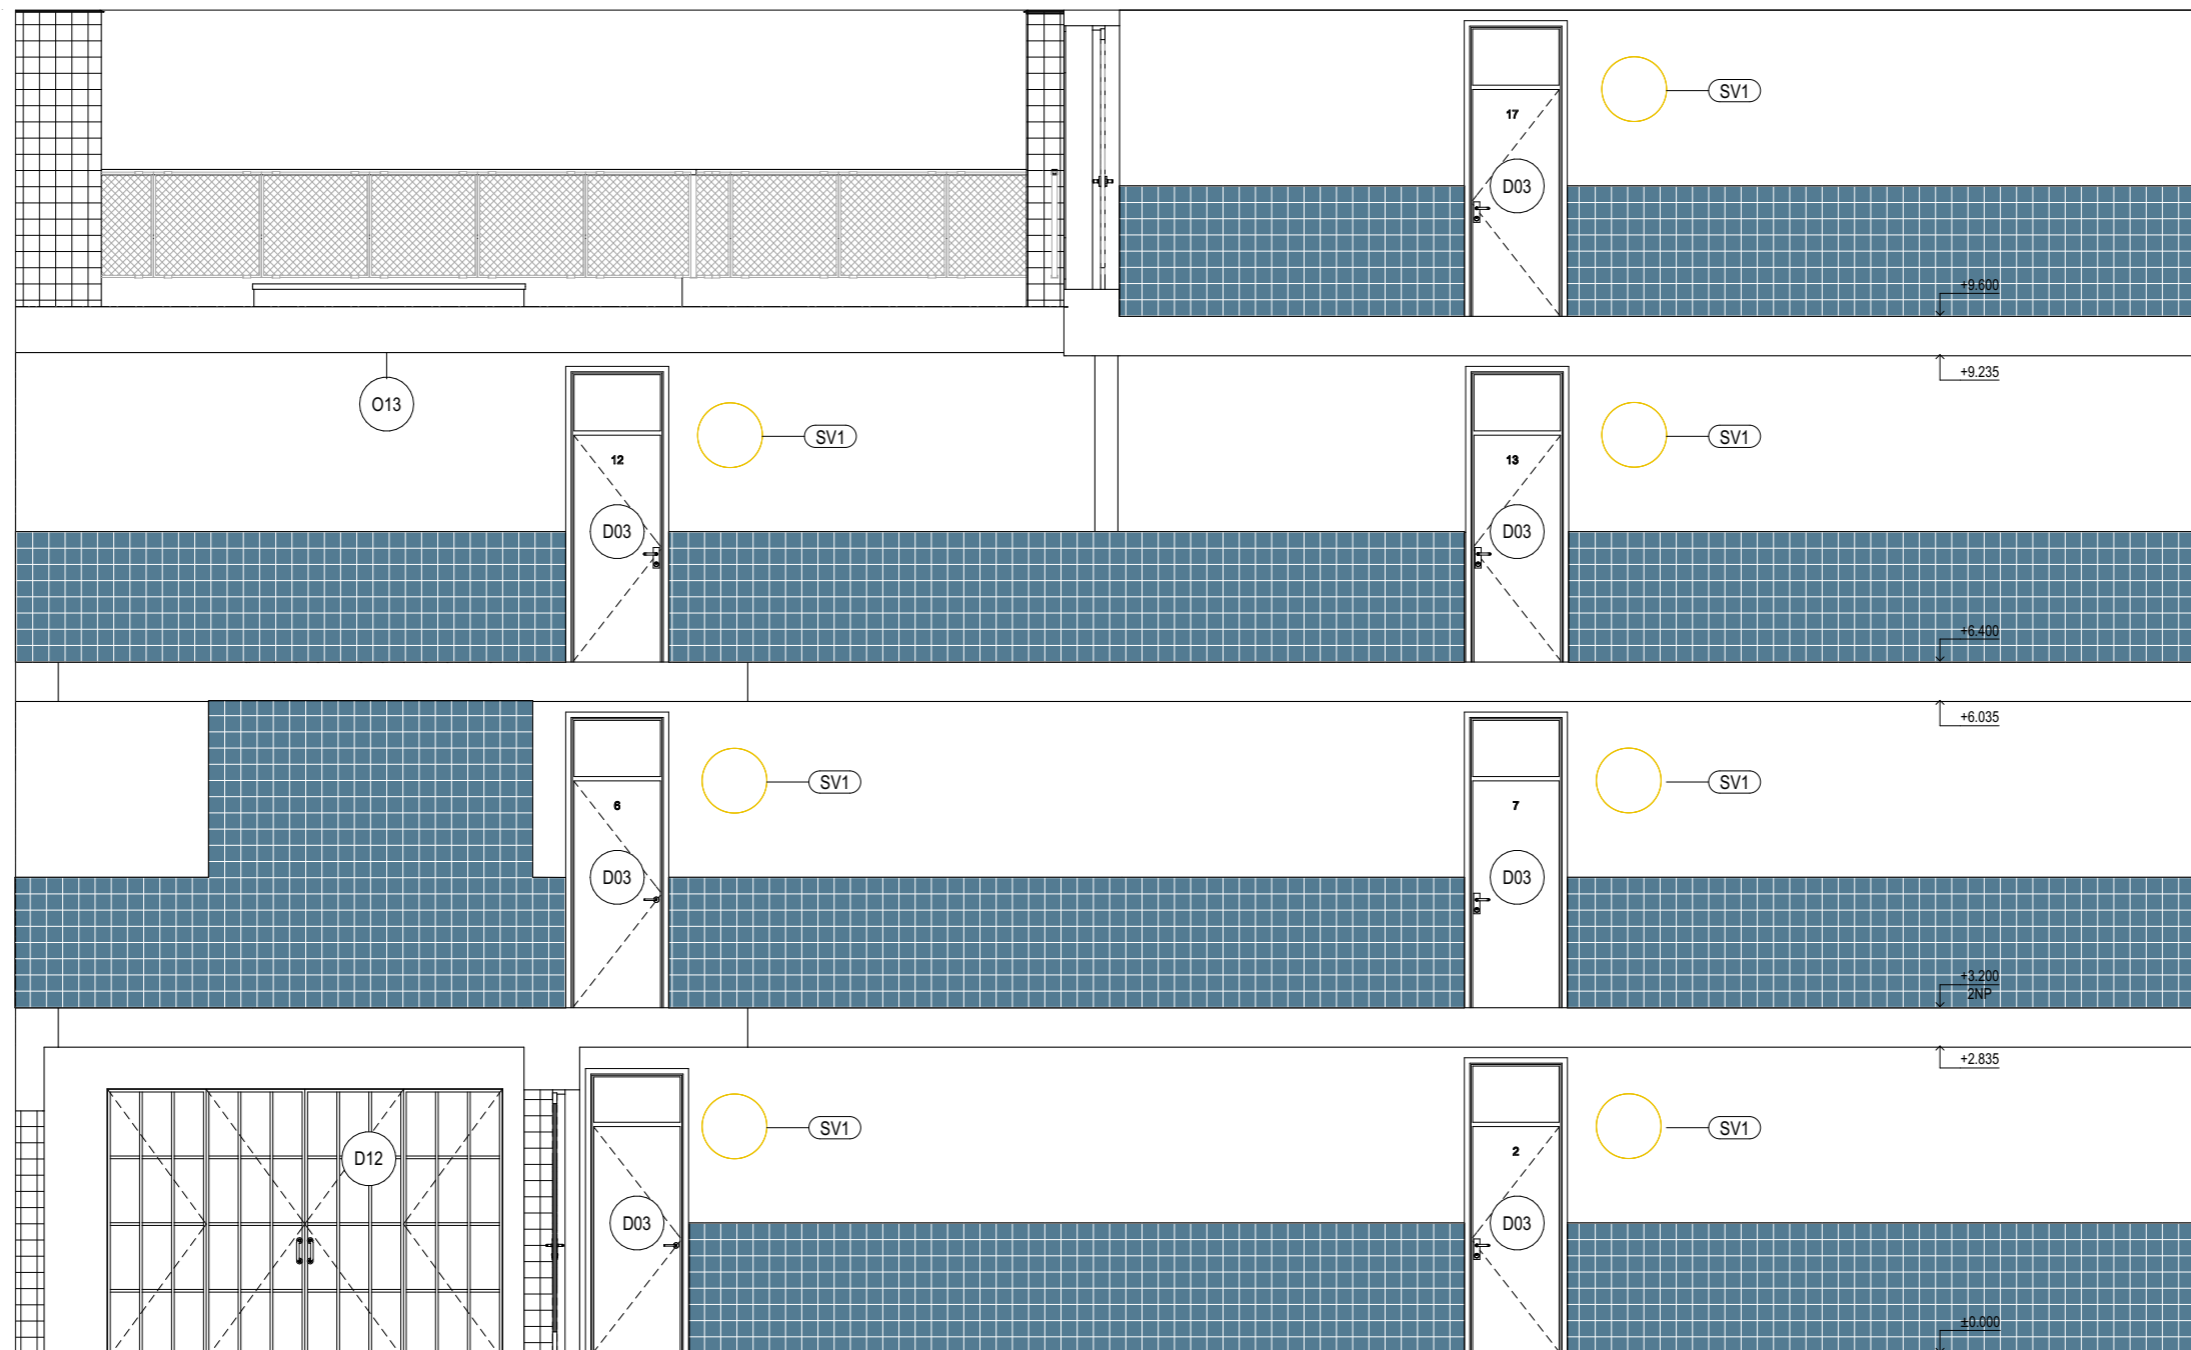 SV1
17
D03
+9.600
+9.235
O13
SV1
SV1
12
13
D03
D03
+6.400
+6.035
SV1
SV1
6
7
D03
D03
+3.200
2NP
+2.835
SV1
SV1
D12
2
D03
D03
±0.000